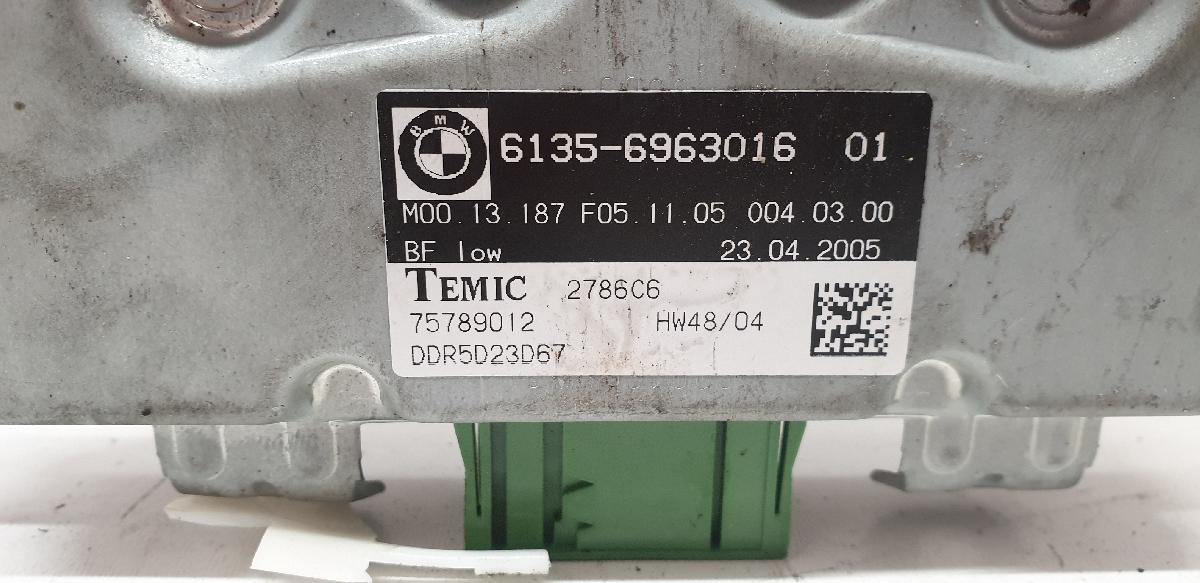 BMW
6135-6963016 01
M00.13.187 F05.11.05 004.03.00
BF low 23.04.2005
TEMIC 2786C6
75789012 HW48/04
DDR5D23D67